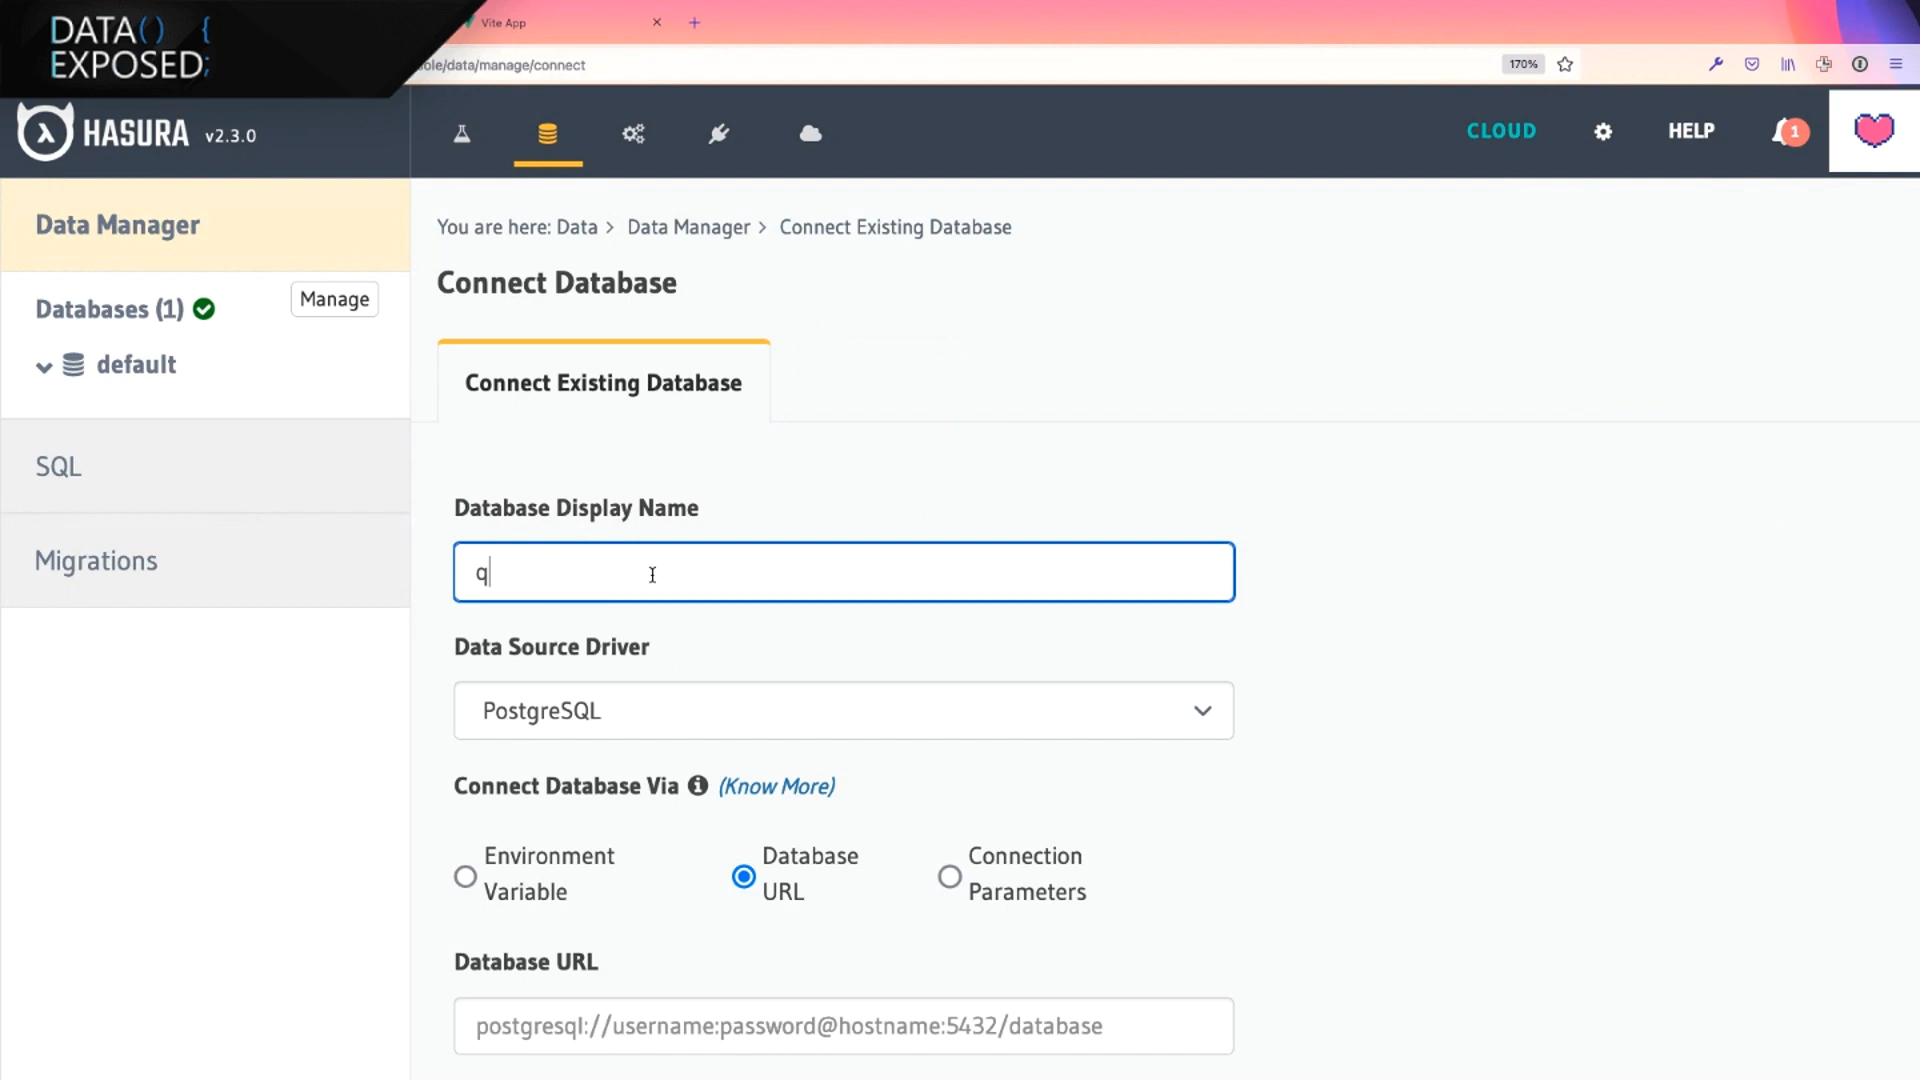 DATA() {
EXPOSED;
Vite App
ole/data/manage/connect
170%
HASURA v2.3.0
CLOUD
HELP
1
Data Manager
Databases (1)
Manage
default
SQL
Migrations
You are here: Data > Data Manager > Connect Existing Database
Connect Database
Connect Existing Database
Database Display Name
q
Data Source Driver
PostgreSQL
Connect Database Via (Know More)
Environment
Variable
Database
URL
Connection
Parameters
Database URL
postgresql://username:password@hostname:5432/database